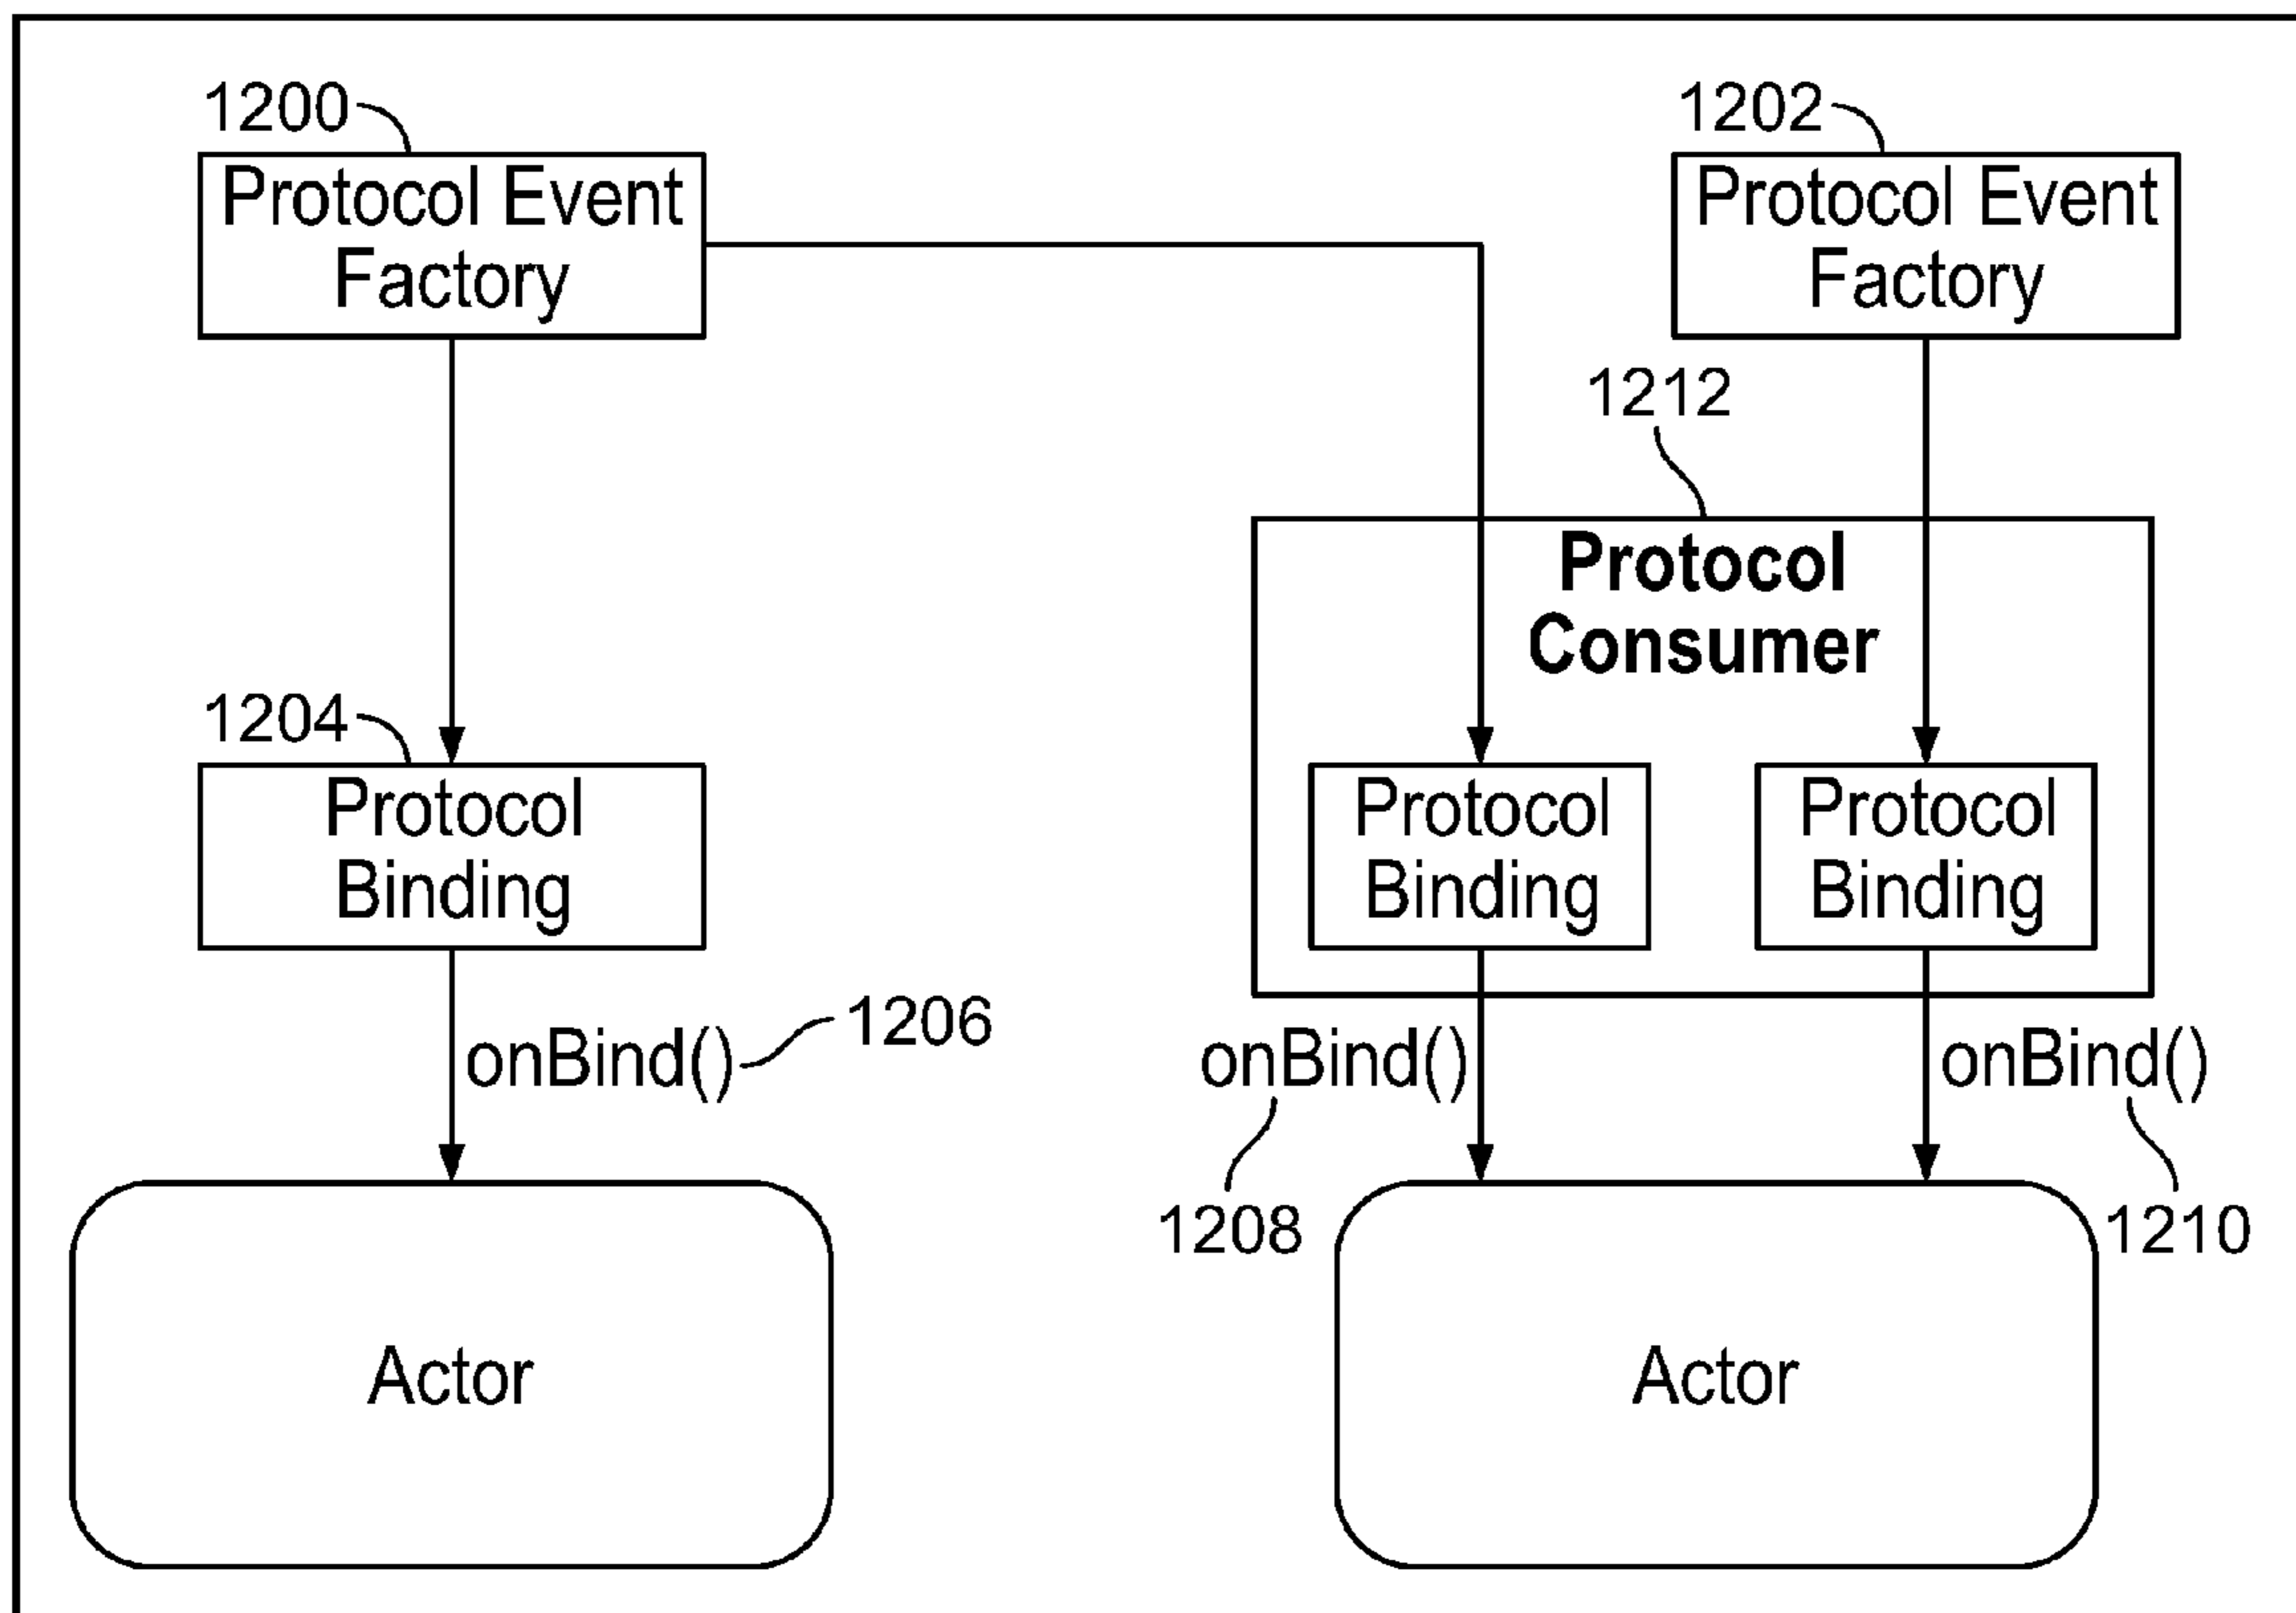 1200
1202
Protocol Event
Factory
Protocol Event
Factory
1212
Protocol
Consumer
1204
Protocol
Binding
Protocol
Binding
Protocol
Binding
onBind()
1206
onBind()
onBind()
1208
1210
Actor
Actor